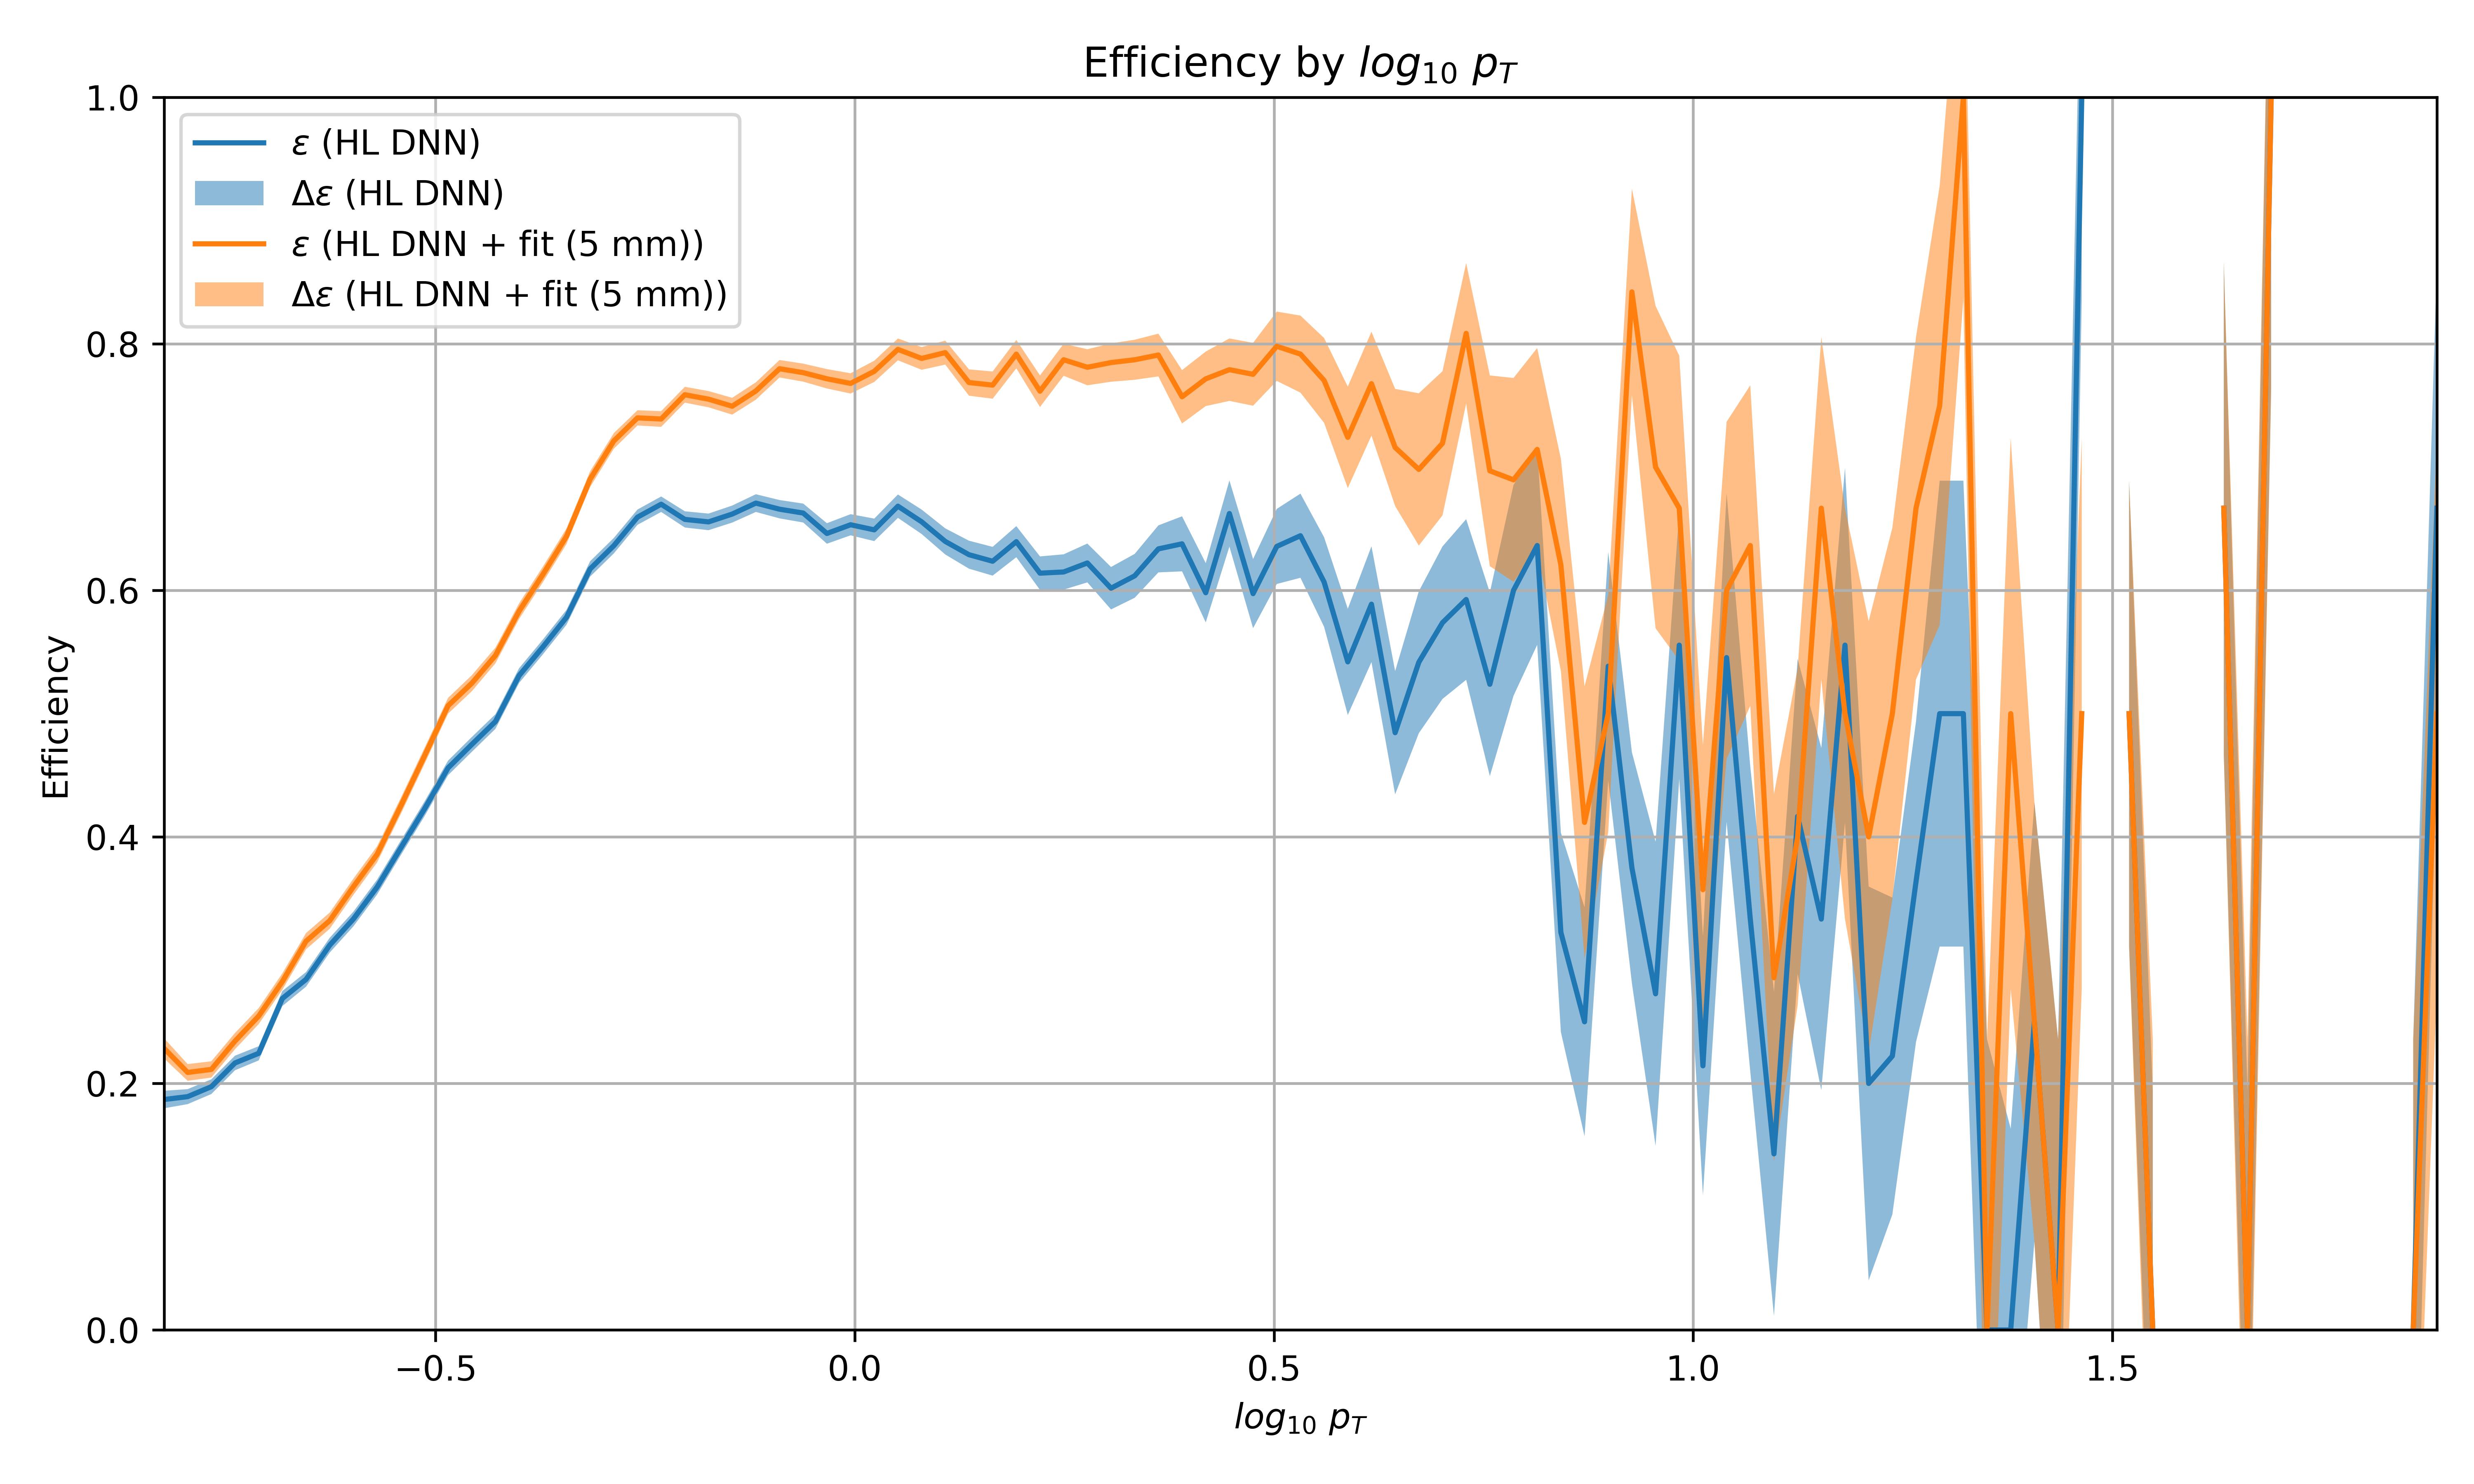 Efficiency by log₁₀ p_T
1.0
0.8
0.6
0.4
0.2
0.0
Efficiency
ε (HL DNN)
Δε (HL DNN)
ε (HL DNN + fit (5 mm))
Δε (HL DNN + fit (5 mm))
−0.5 0.0 0.5 1.0 1.5
log₁₀ p_T